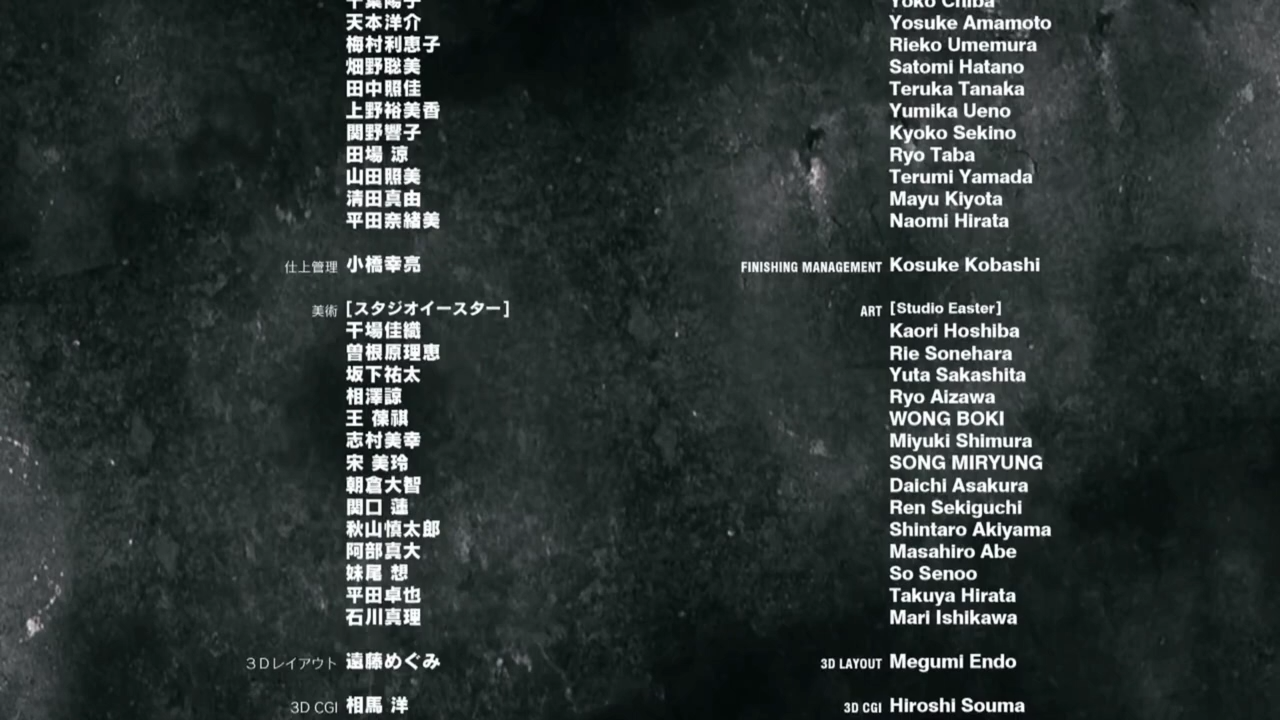 千葉陽子 Yoko Chiba
天本洋介 Yosuke Amamoto
梅村利恵子 Rieko Umemura
畑野聡美 Satomi Hatano
田中照佳 Teruka Tanaka
上野裕美香 Yumika Ueno
関野響子 Kyoko Sekino
田場 涼 Ryo Taba
山田照美 Terumi Yamada
清田真由 Mayu Kiyota
平田奈緒美 Naomi Hirata
仕上管理 小橋幸亮 FINISHING MANAGEMENT Kosuke Kobashi
美術 [スタジオイースター] ART [Studio Easter]
干場佳織 Kaori Hoshiba
曽根原理恵 Rie Sonehara
坂下祐太 Yuta Sakashita
相澤諒 Ryo Aizawa
王 葆祺 WONG BOKI
志村美幸 Miyuki Shimura
宋 美玲 SONG MIRYUNG
朝倉大智 Daichi Asakura
関口 蓮 Ren Sekiguchi
秋山慎太郎 Shintaro Akiyama
阿部真大 Masahiro Abe
妹尾 想 So Senoo
平田卓也 Takuya Hirata
石川真理 Mari Ishikawa
3Dレイアウト 遠藤めぐみ 3D LAYOUT Megumi Endo
3D CGI 相馬 洋 3D CGI Hiroshi Souma